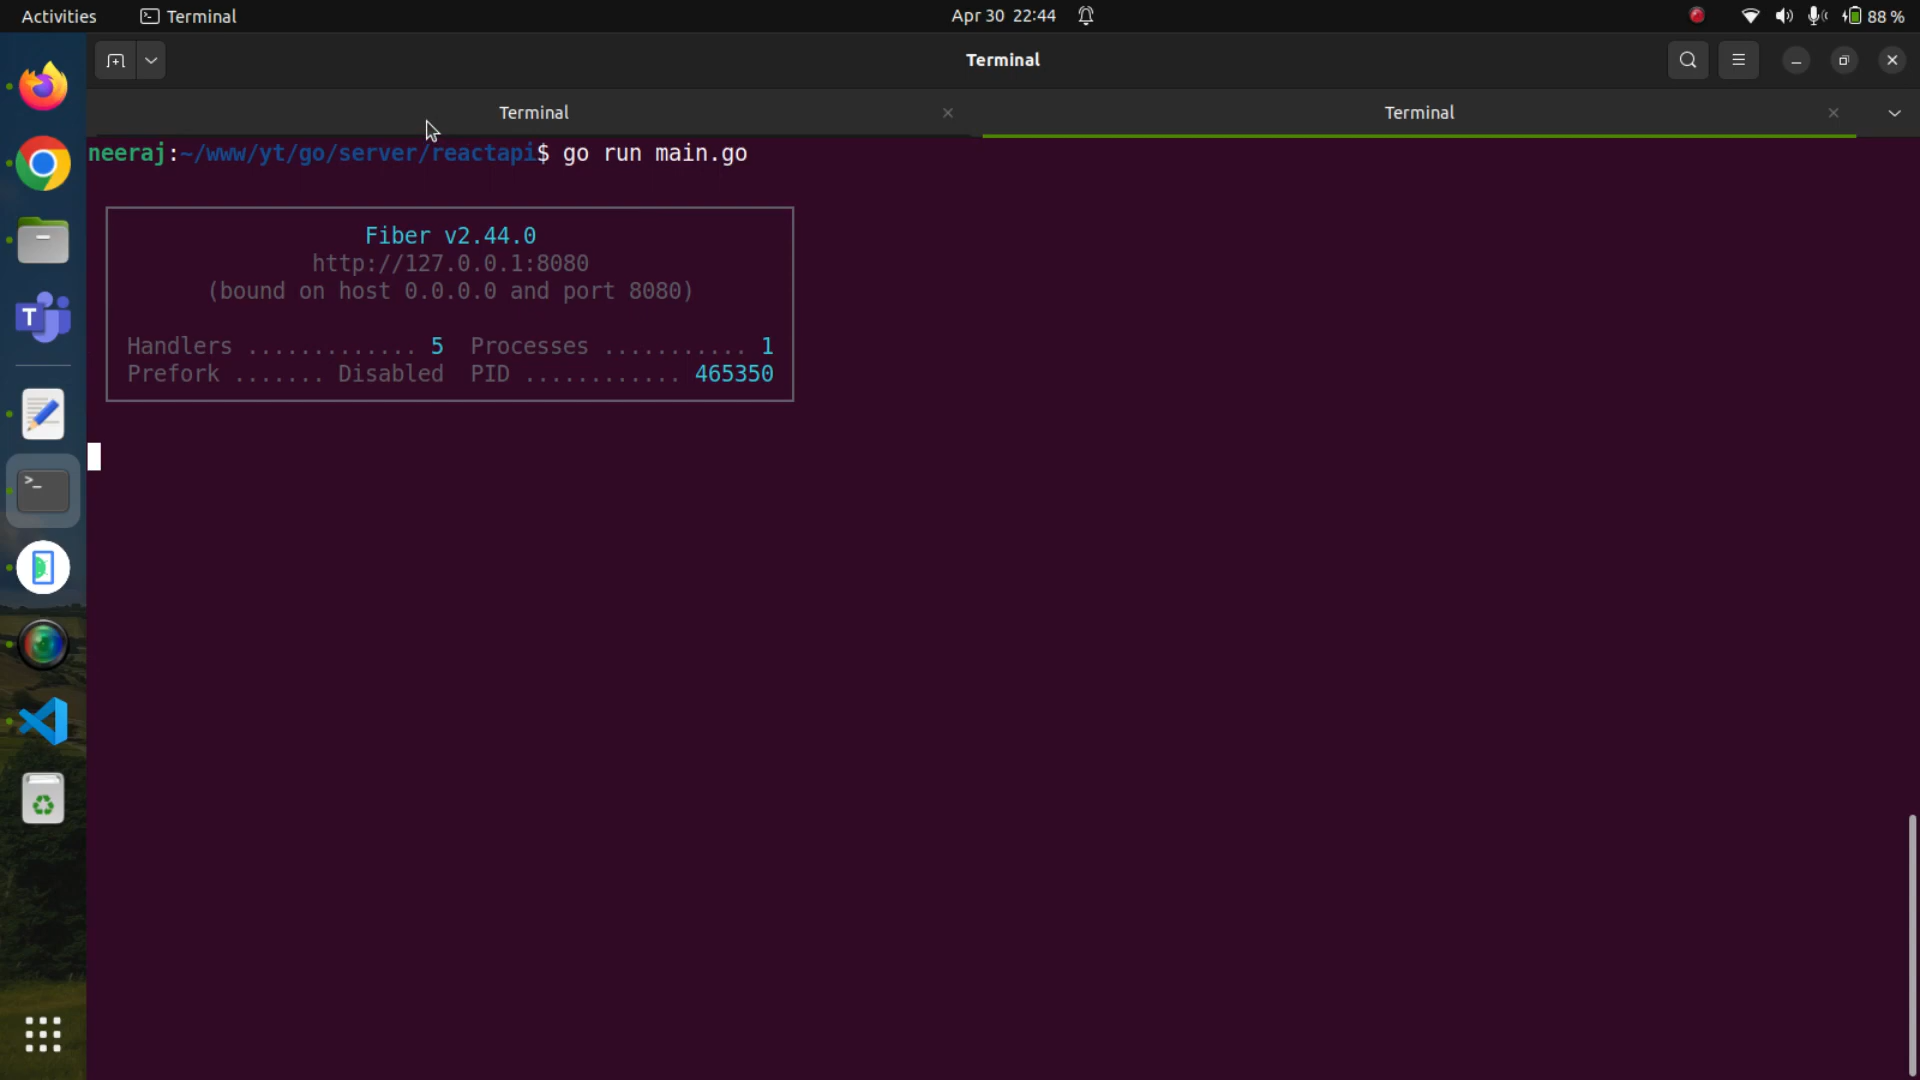 Activities Terminal Apr 30 22:44 88 %
Terminal
Terminal Terminal
neeraj:~/www/yt/go/server/reactapi$ go run main.go
Fiber v2.44.0
http://127.0.0.1:8080
(bound on host 0.0.0.0 and port 8080)
Handlers ............. 5 Processes ........... 1
Prefork ....... Disabled PID ............ 465350